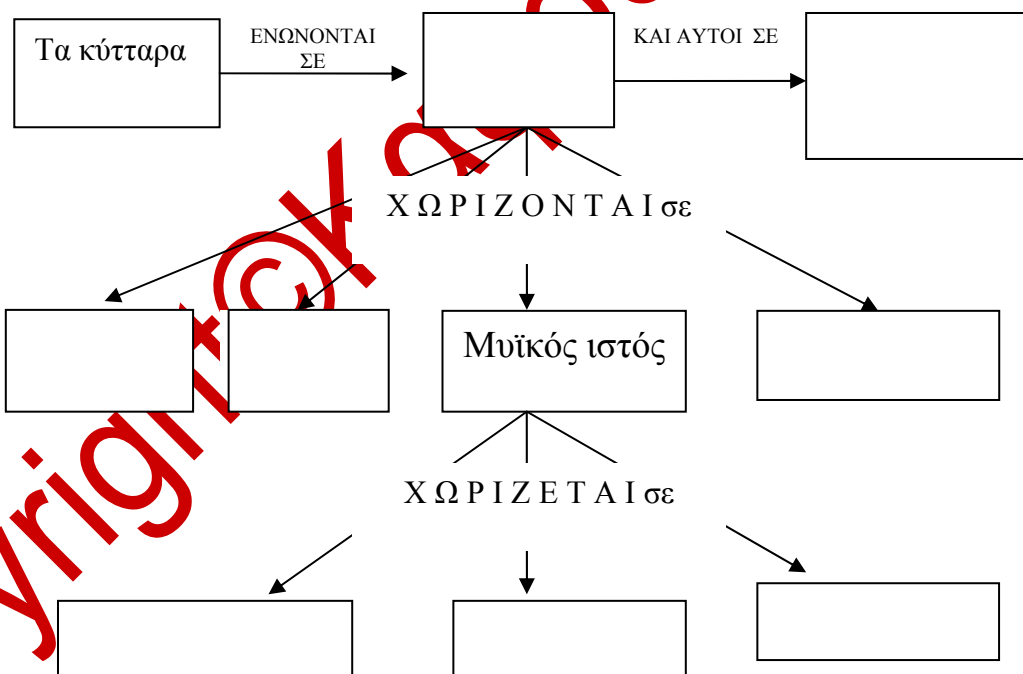 Τα κύτταρα
ΕΝΩΝΟΝΤΑΙ
ΣΕ
ΚΑΙ ΑΥΤΟΙ ΣΕ
Χ Ω Ρ Ι Ζ Ο Ν Τ Α Ι σε
Μυϊκός ιστός
Χ Ω Ρ Ι Ζ Ε Τ Α Ι σε